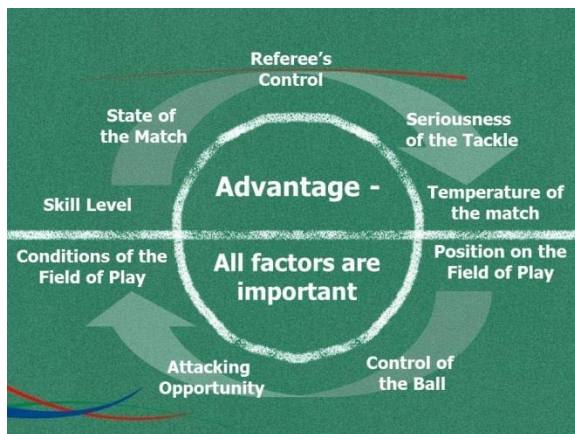 Referee's
Control
State of
the Match
Seriousness
of the Tackle
Advantage -
Skill Level
Temperature of
the match
Conditions of the
Field of Play
All factors are
important
Position on the
Field of Play
Attacking
Opportunity
Control of
the Ball